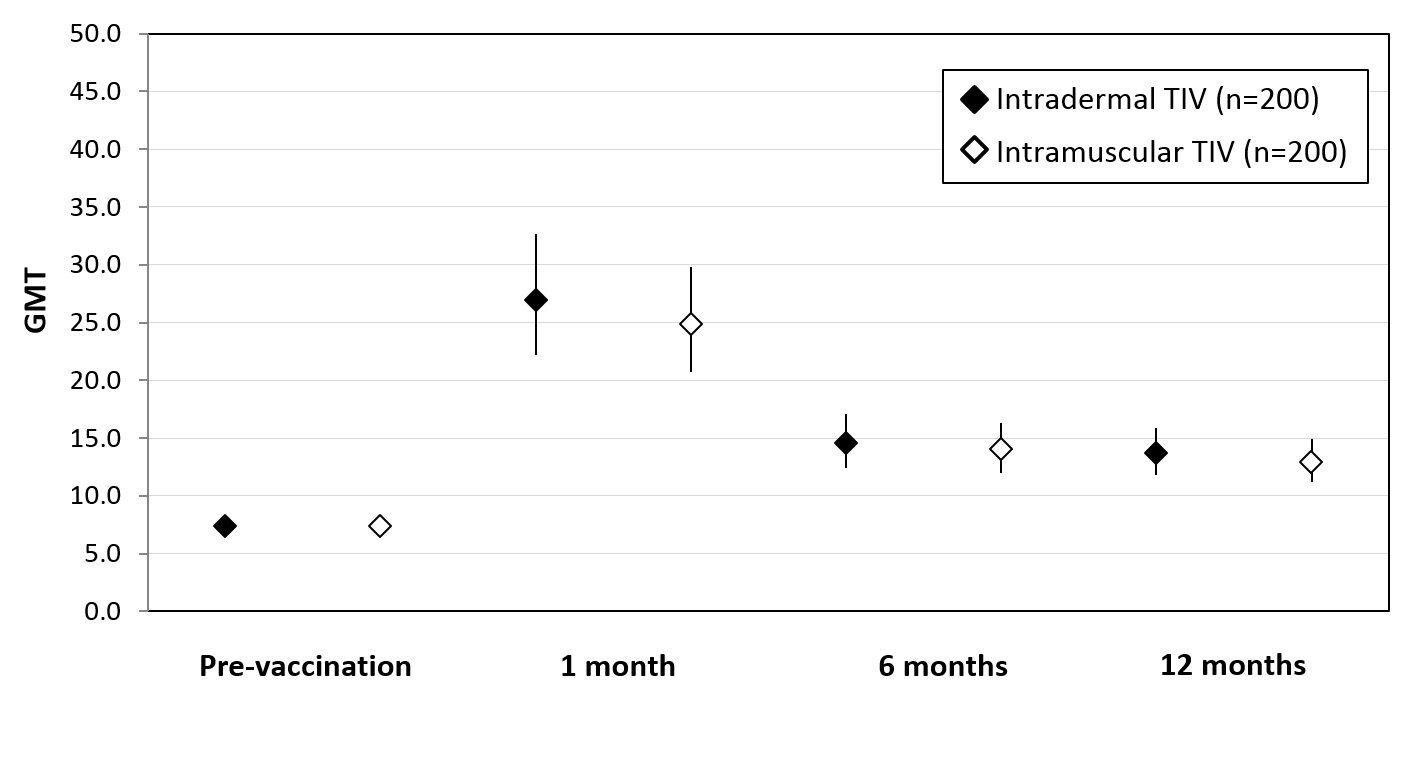 50.0
45.0
40.0
35.0
30.0
25.0
20.0
15.0
10.0
5.0
0.0
GMT
Intradermal TIV (n=200)
Intramuscular TIV (n=200)
Pre-vaccination 1 month 6 months 12 months